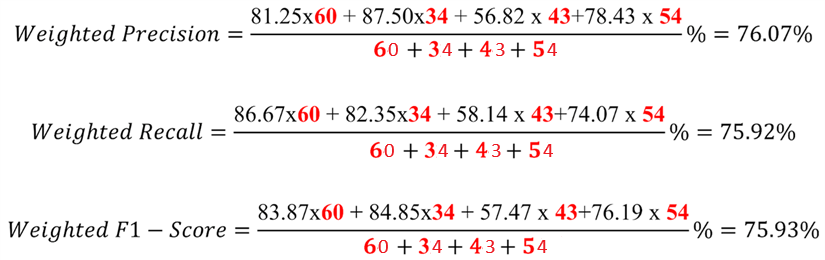 Weighted Precision = 81.25x60 + 87.50x34 + 56.82 x 43+78.43 x 54 / 60 + 34 + 43 + 54 % = 76.07%
Weighted Recall = 86.67x60 + 82.35x34 + 58.14 x 43+74.07 x 54 / 60 + 34 + 43 + 54 % = 75.92%
Weighted F1 − Score = 83.87x60 + 84.85x34 + 57.47 x 43+76.19 x 54 / 60 + 34 + 43 + 54 % = 75.93%